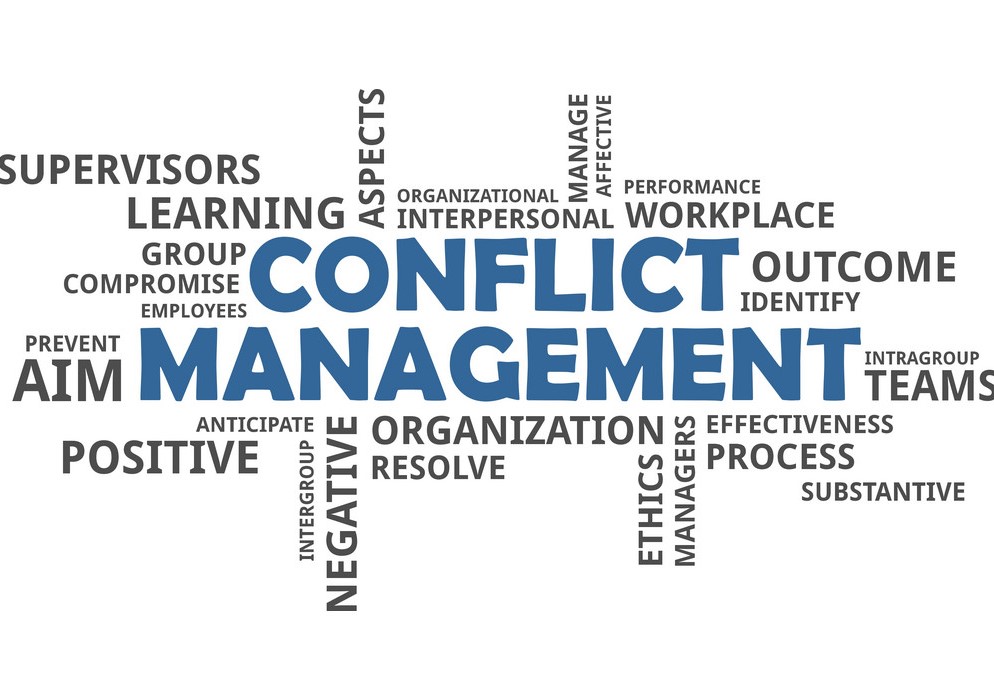 ASPECTS
MANAGE
AFFECTIVE
SUPERVISORS
ORGANIZATIONAL
PERFORMANCE
LEARNING
INTERPERSONAL
WORKPLACE
GROUP
CONFLICT
OUTCOME
COMPROMISE
IDENTIFY
EMPLOYEES
PREVENT
MANAGEMENT
INTRAGROUP
AIM
TEAMS
ANTICIPATE
ORGANIZATION
EFFECTIVENESS
POSITIVE
RESOLVE
PROCESS
INTERGROUP
NEGATIVE
ETHICS
MANAGERS
SUBSTANTIVE